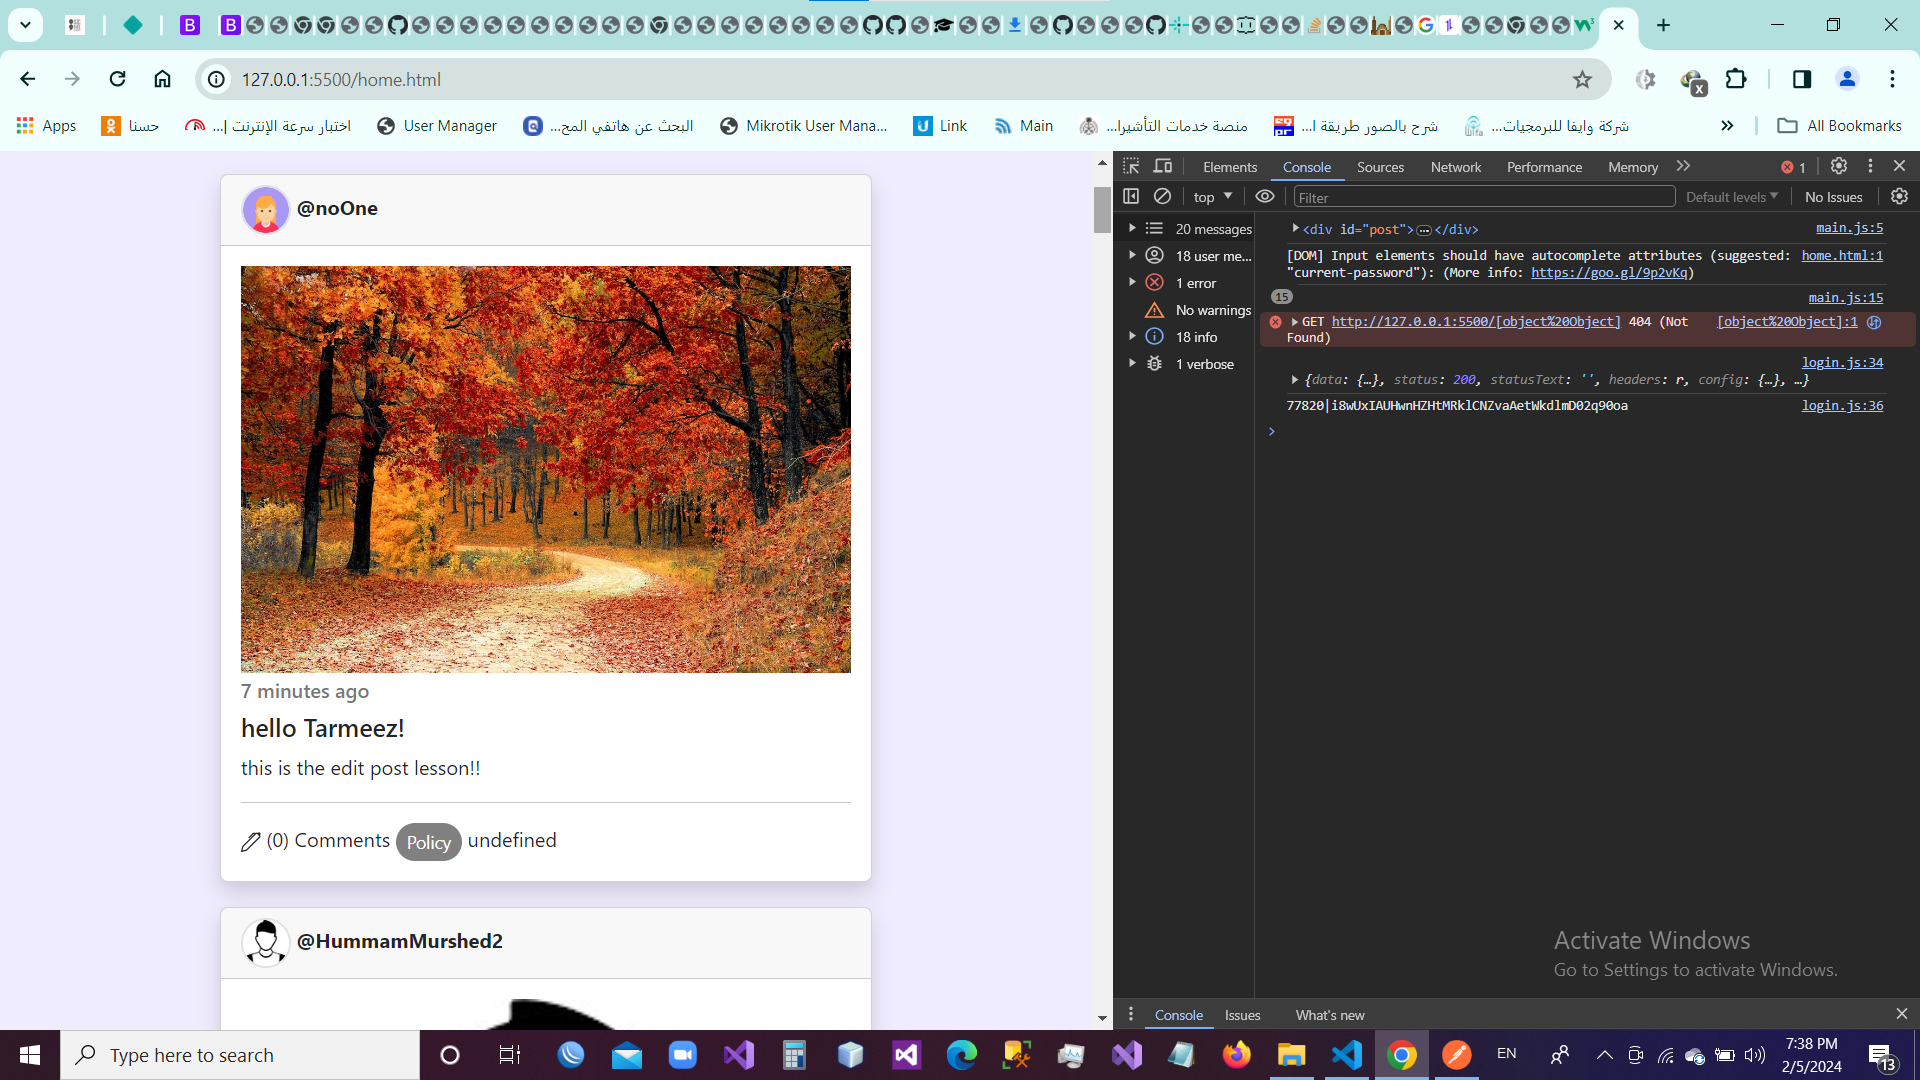 127.0.0.1:5500/home.html
Apps
حسنا
اختبار سرعة الإنترنت |...
User Manager
البحث عن هاتفي المح...
Mikrotik User Mana...
Link
Main
منصة خدمات التأشيرا...
شرح بالصور طريقة ا...
شركة وايفا للبرمجيات...
All Bookmarks
@noOne
7 minutes ago
hello Tarmeez!
this is the edit post lesson!!
(0) Comments Policy undefined
@HummamMurshed2
Elements Console Sources Network Performance Memory 1
top Filter Default levels No Issues
20 messages
18 user me...
1 error
No warnings
18 info
1 verbose
<div id="post">…</div> main.js:5
[DOM] Input elements should have autocomplete attributes (suggested: home.html:1
"current-password"): (More info: https://goo.gl/9p2vKq)
15 main.js:15
GET http://127.0.0.1:5500/[object%20Object] 404 (Not [object%20Object]:1
Found)
login.js:34
{data: {…}, status: 200, statusText: '', headers: r, config: {…}, …}
77820|i8wUxIAUHwnHZHtMRklCNZvaAetWkdlmD02q90oa login.js:36
Activate Windows
Go to Settings to activate Windows.
Console Issues What's new
Type here to search
EN
7:38 PM
2/5/2024
13